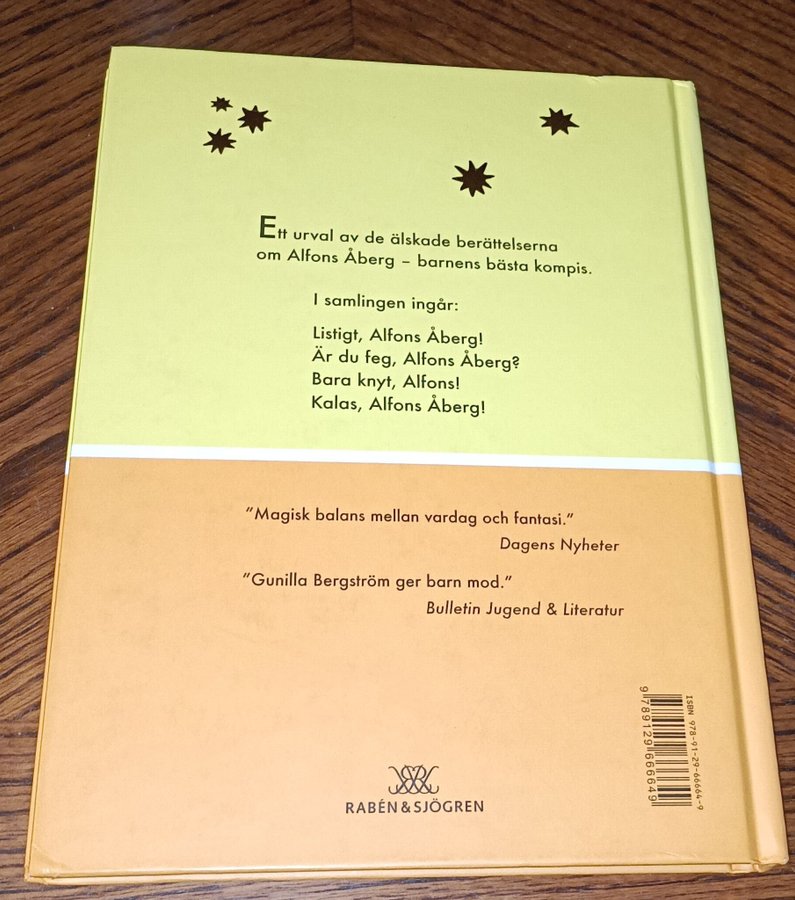 Ett urval av de älskade berättelserna
om Alfons Åberg – barnens bästa kompis.
I samlingen ingår:
Listigt, Alfons Åberg!
Är du feg, Alfons Åberg?
Bara knyt, Alfons!
Kalas, Alfons Åberg!
”Magisk balans mellan vardag och fantasi.”
Dagens Nyheter
”Gunilla Bergström ger barn mod.”
Bulletin Jugend & Literatur
ISBN 978-91-29-66664-9
9789129666649
RABÉN & SJÖGREN